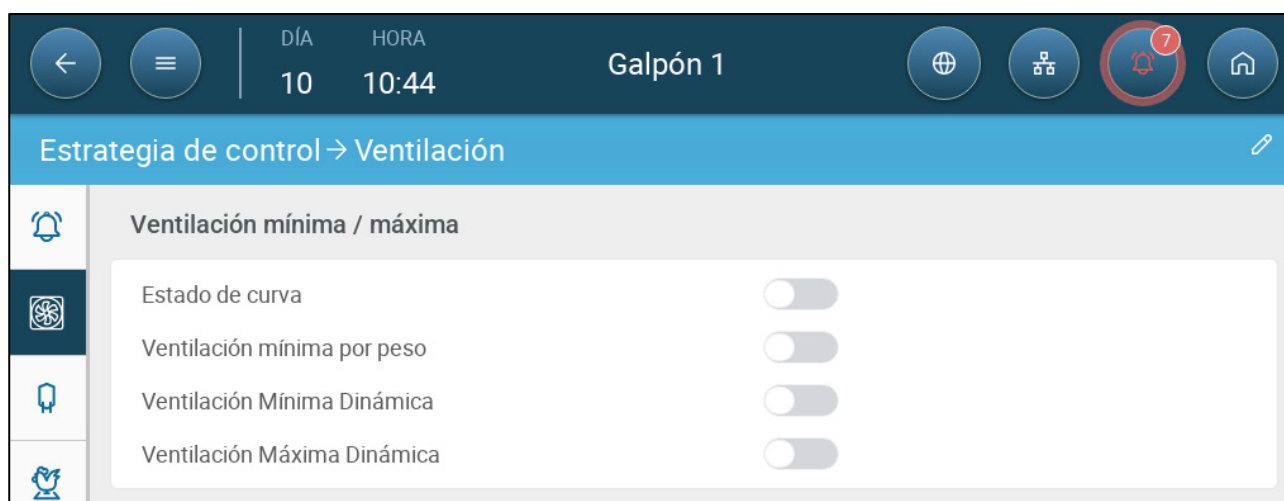 DÍA HORA
10 10:44
Galpón 1
7
Estrategia de control → Ventilación
Ventilación mínima / máxima
Estado de curva
Ventilación mínima por peso
Ventilación Mínima Dinámica
Ventilación Máxima Dinámica